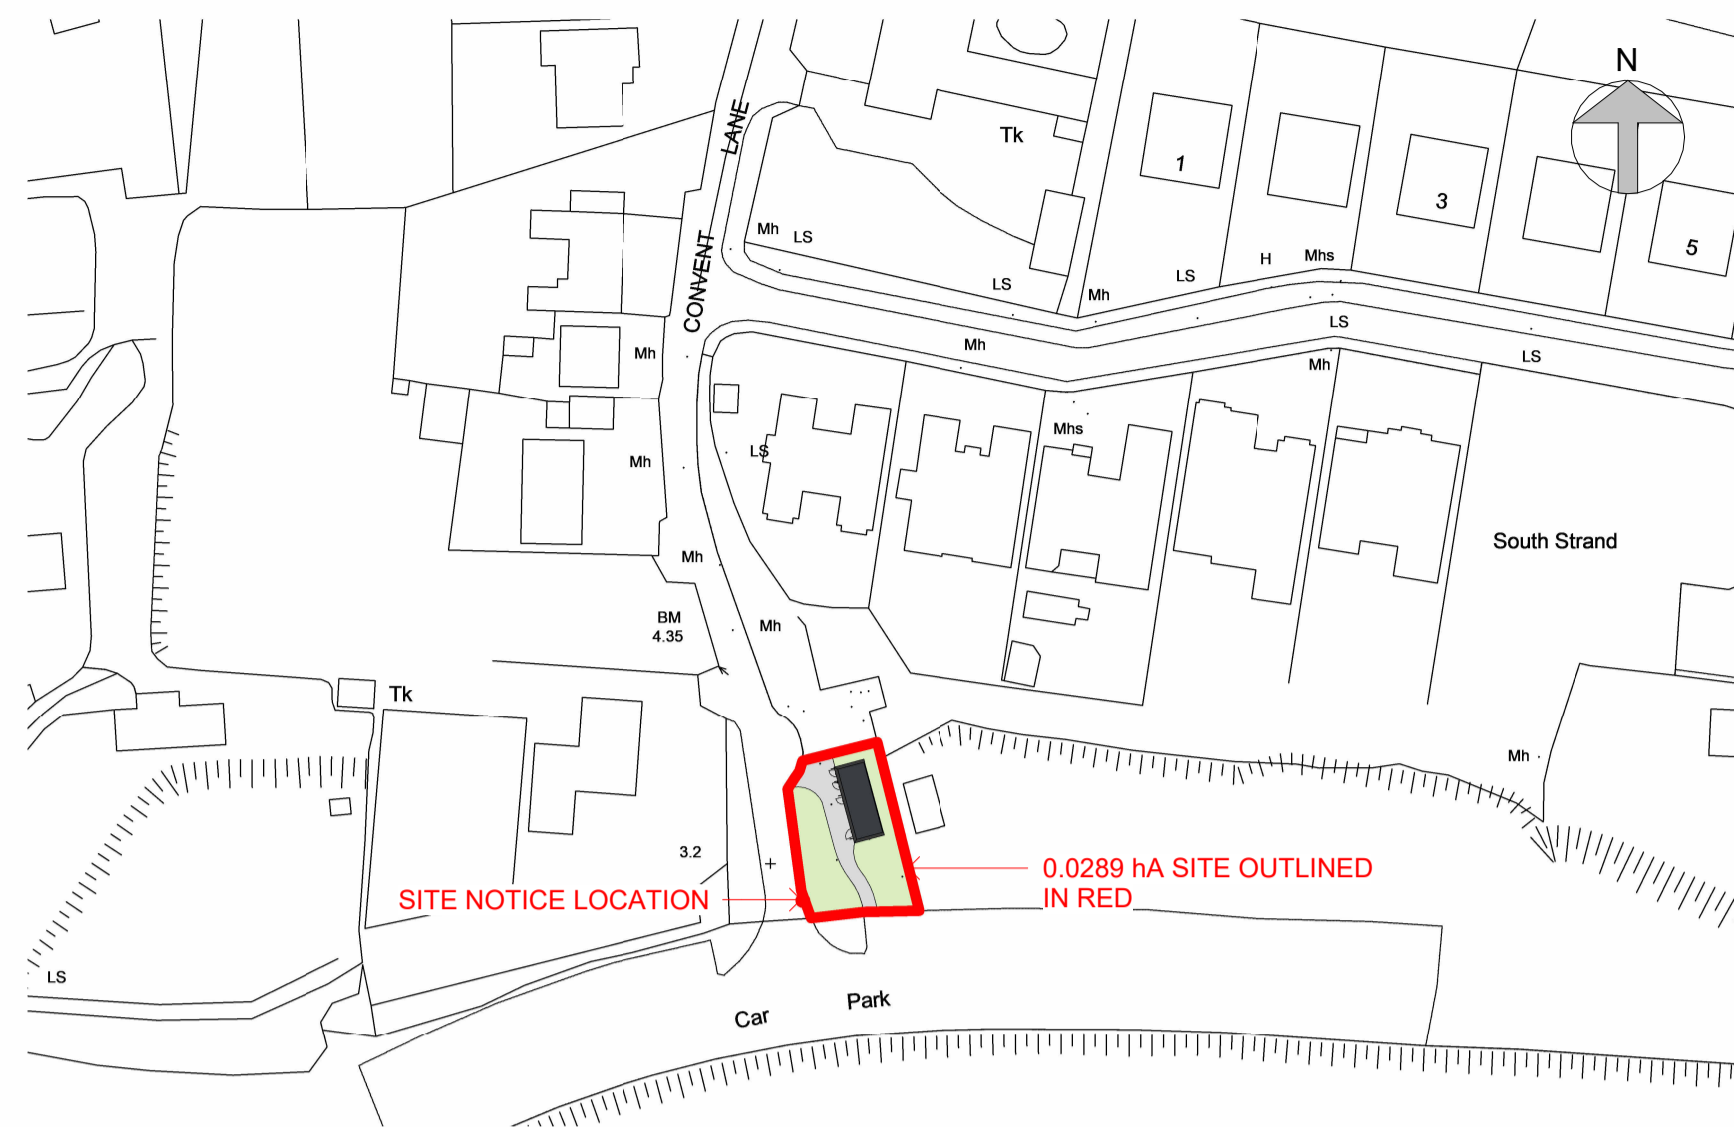 N
LANE
Tk
1
3
5
Mh
LS
CONVENT
LS
Mh
LS
H
Mhs
LS
Mh
Mh
LS
Mh
Mhs
LS
Mh
South Strand
Mh
BM
4.35
Mh
Tk
Mh
3.2
SITE NOTICE LOCATION
0.0289 hA SITE OUTLINED
IN RED
LS
Car Park